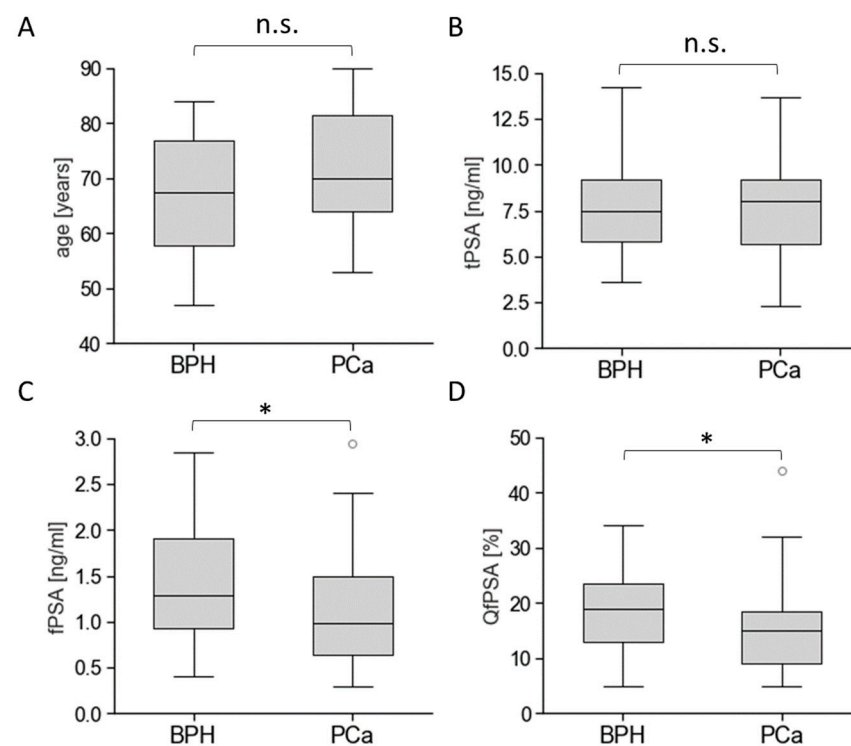 A
n.s.
90
80
70
60
50
40
age [years]
BPH PCa
B
n.s.
15.0
12.5
10.0
7.5
5.0
2.5
0.0
tPSA [ng/ml]
BPH PCa
C
*
3.0
2.5
2.0
1.5
1.0
0.5
0.0
fPSA [ng/ml]
BPH PCa
D
*
50
40
30
20
10
0
QfPSA [%]
BPH PCa